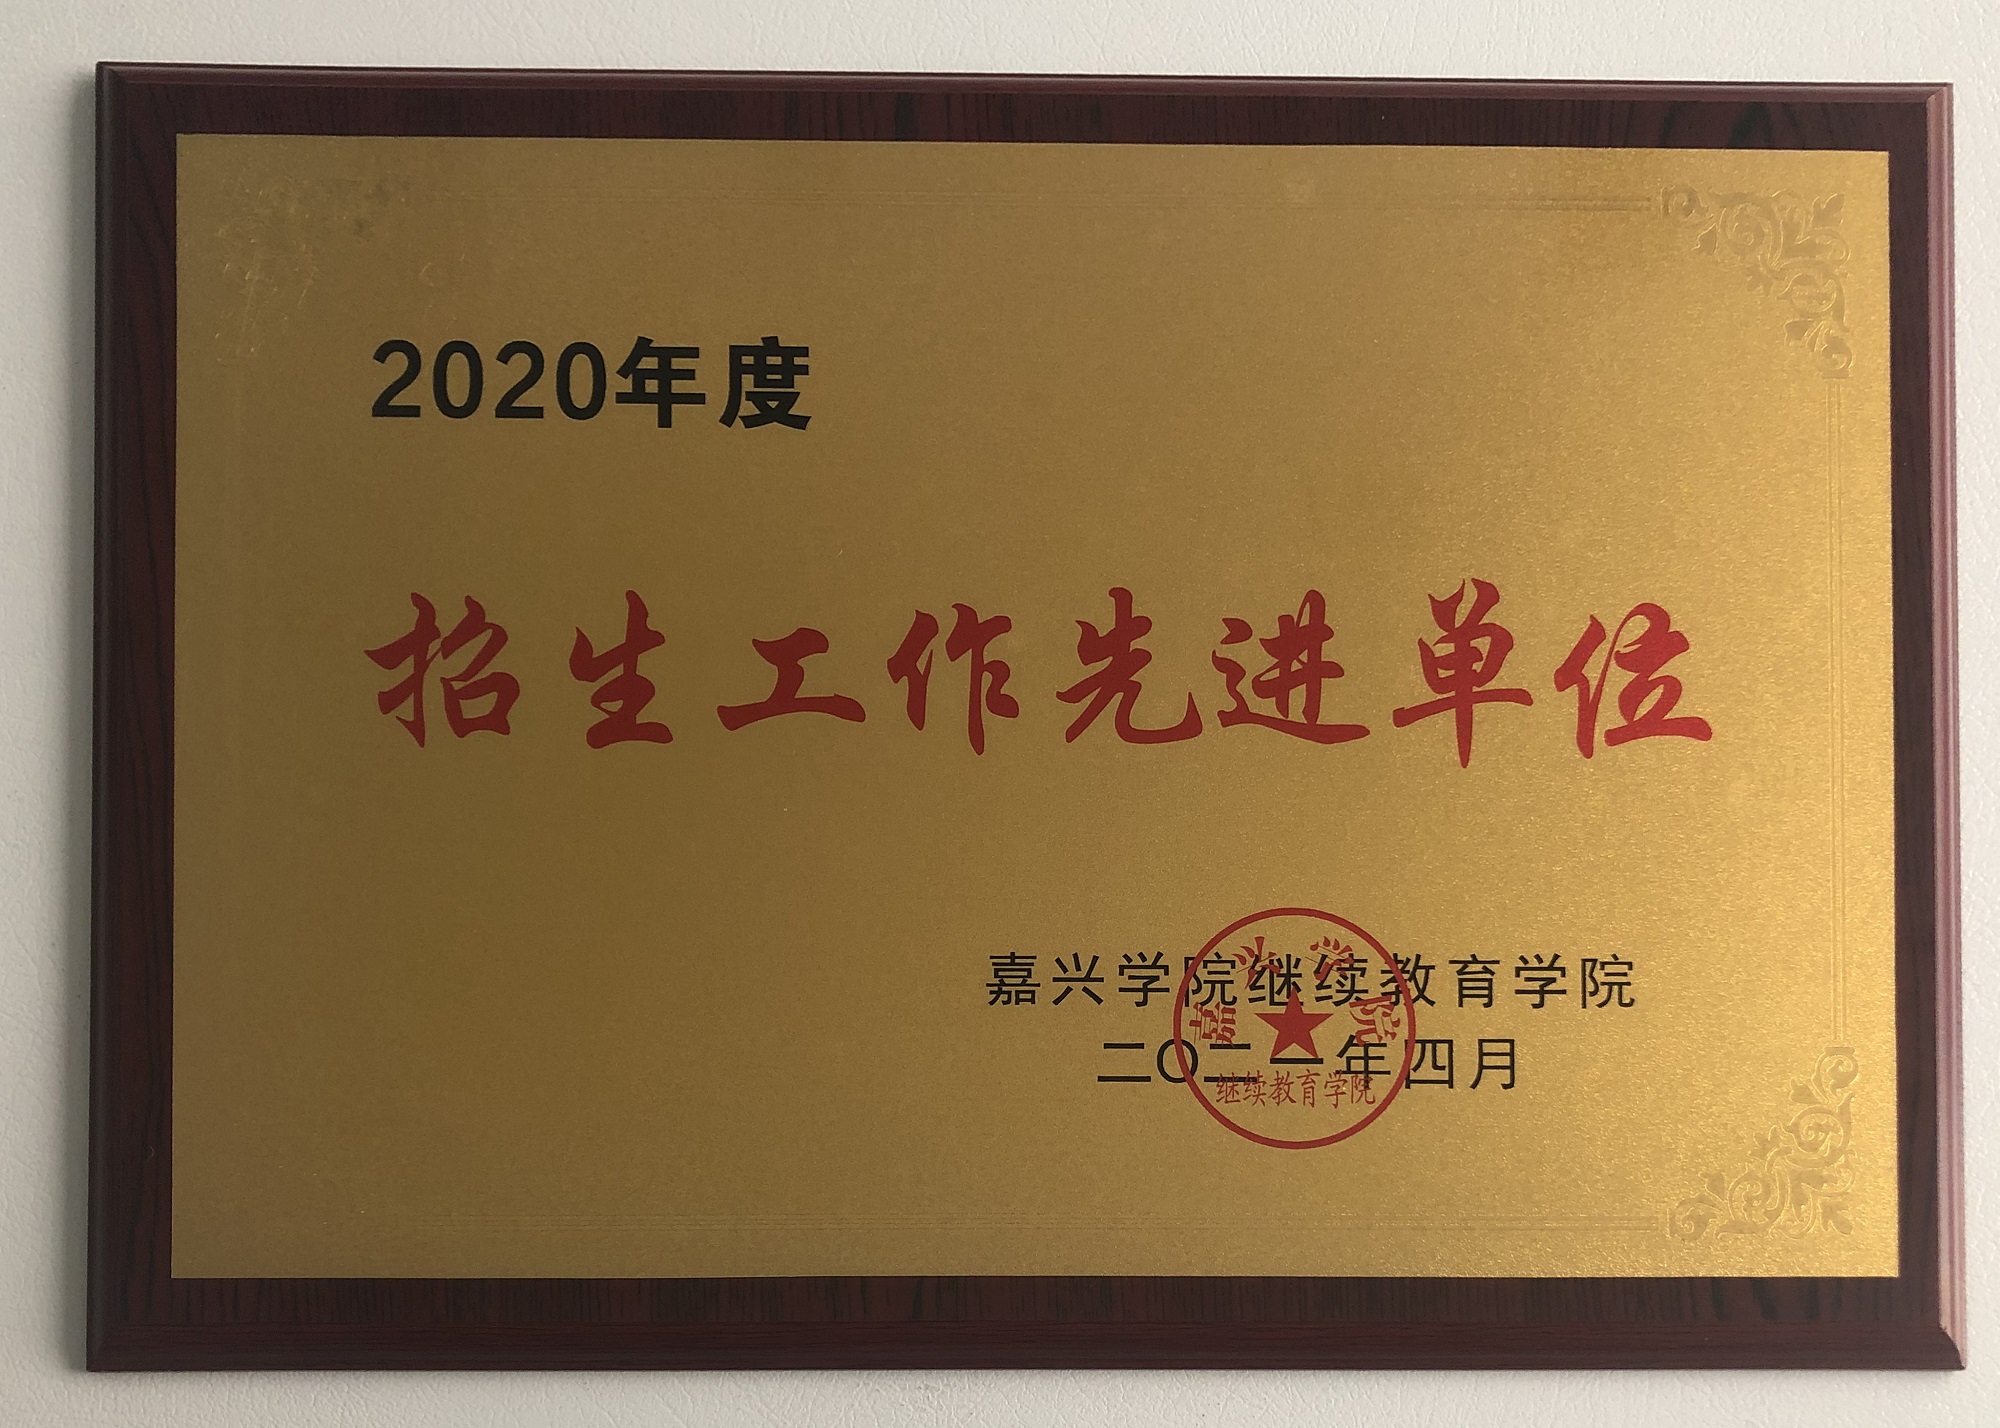 2020年度
招生工作先进单位
嘉兴学院继续教育学院
二〇二一年四月
嘉兴学院
继续教育学院